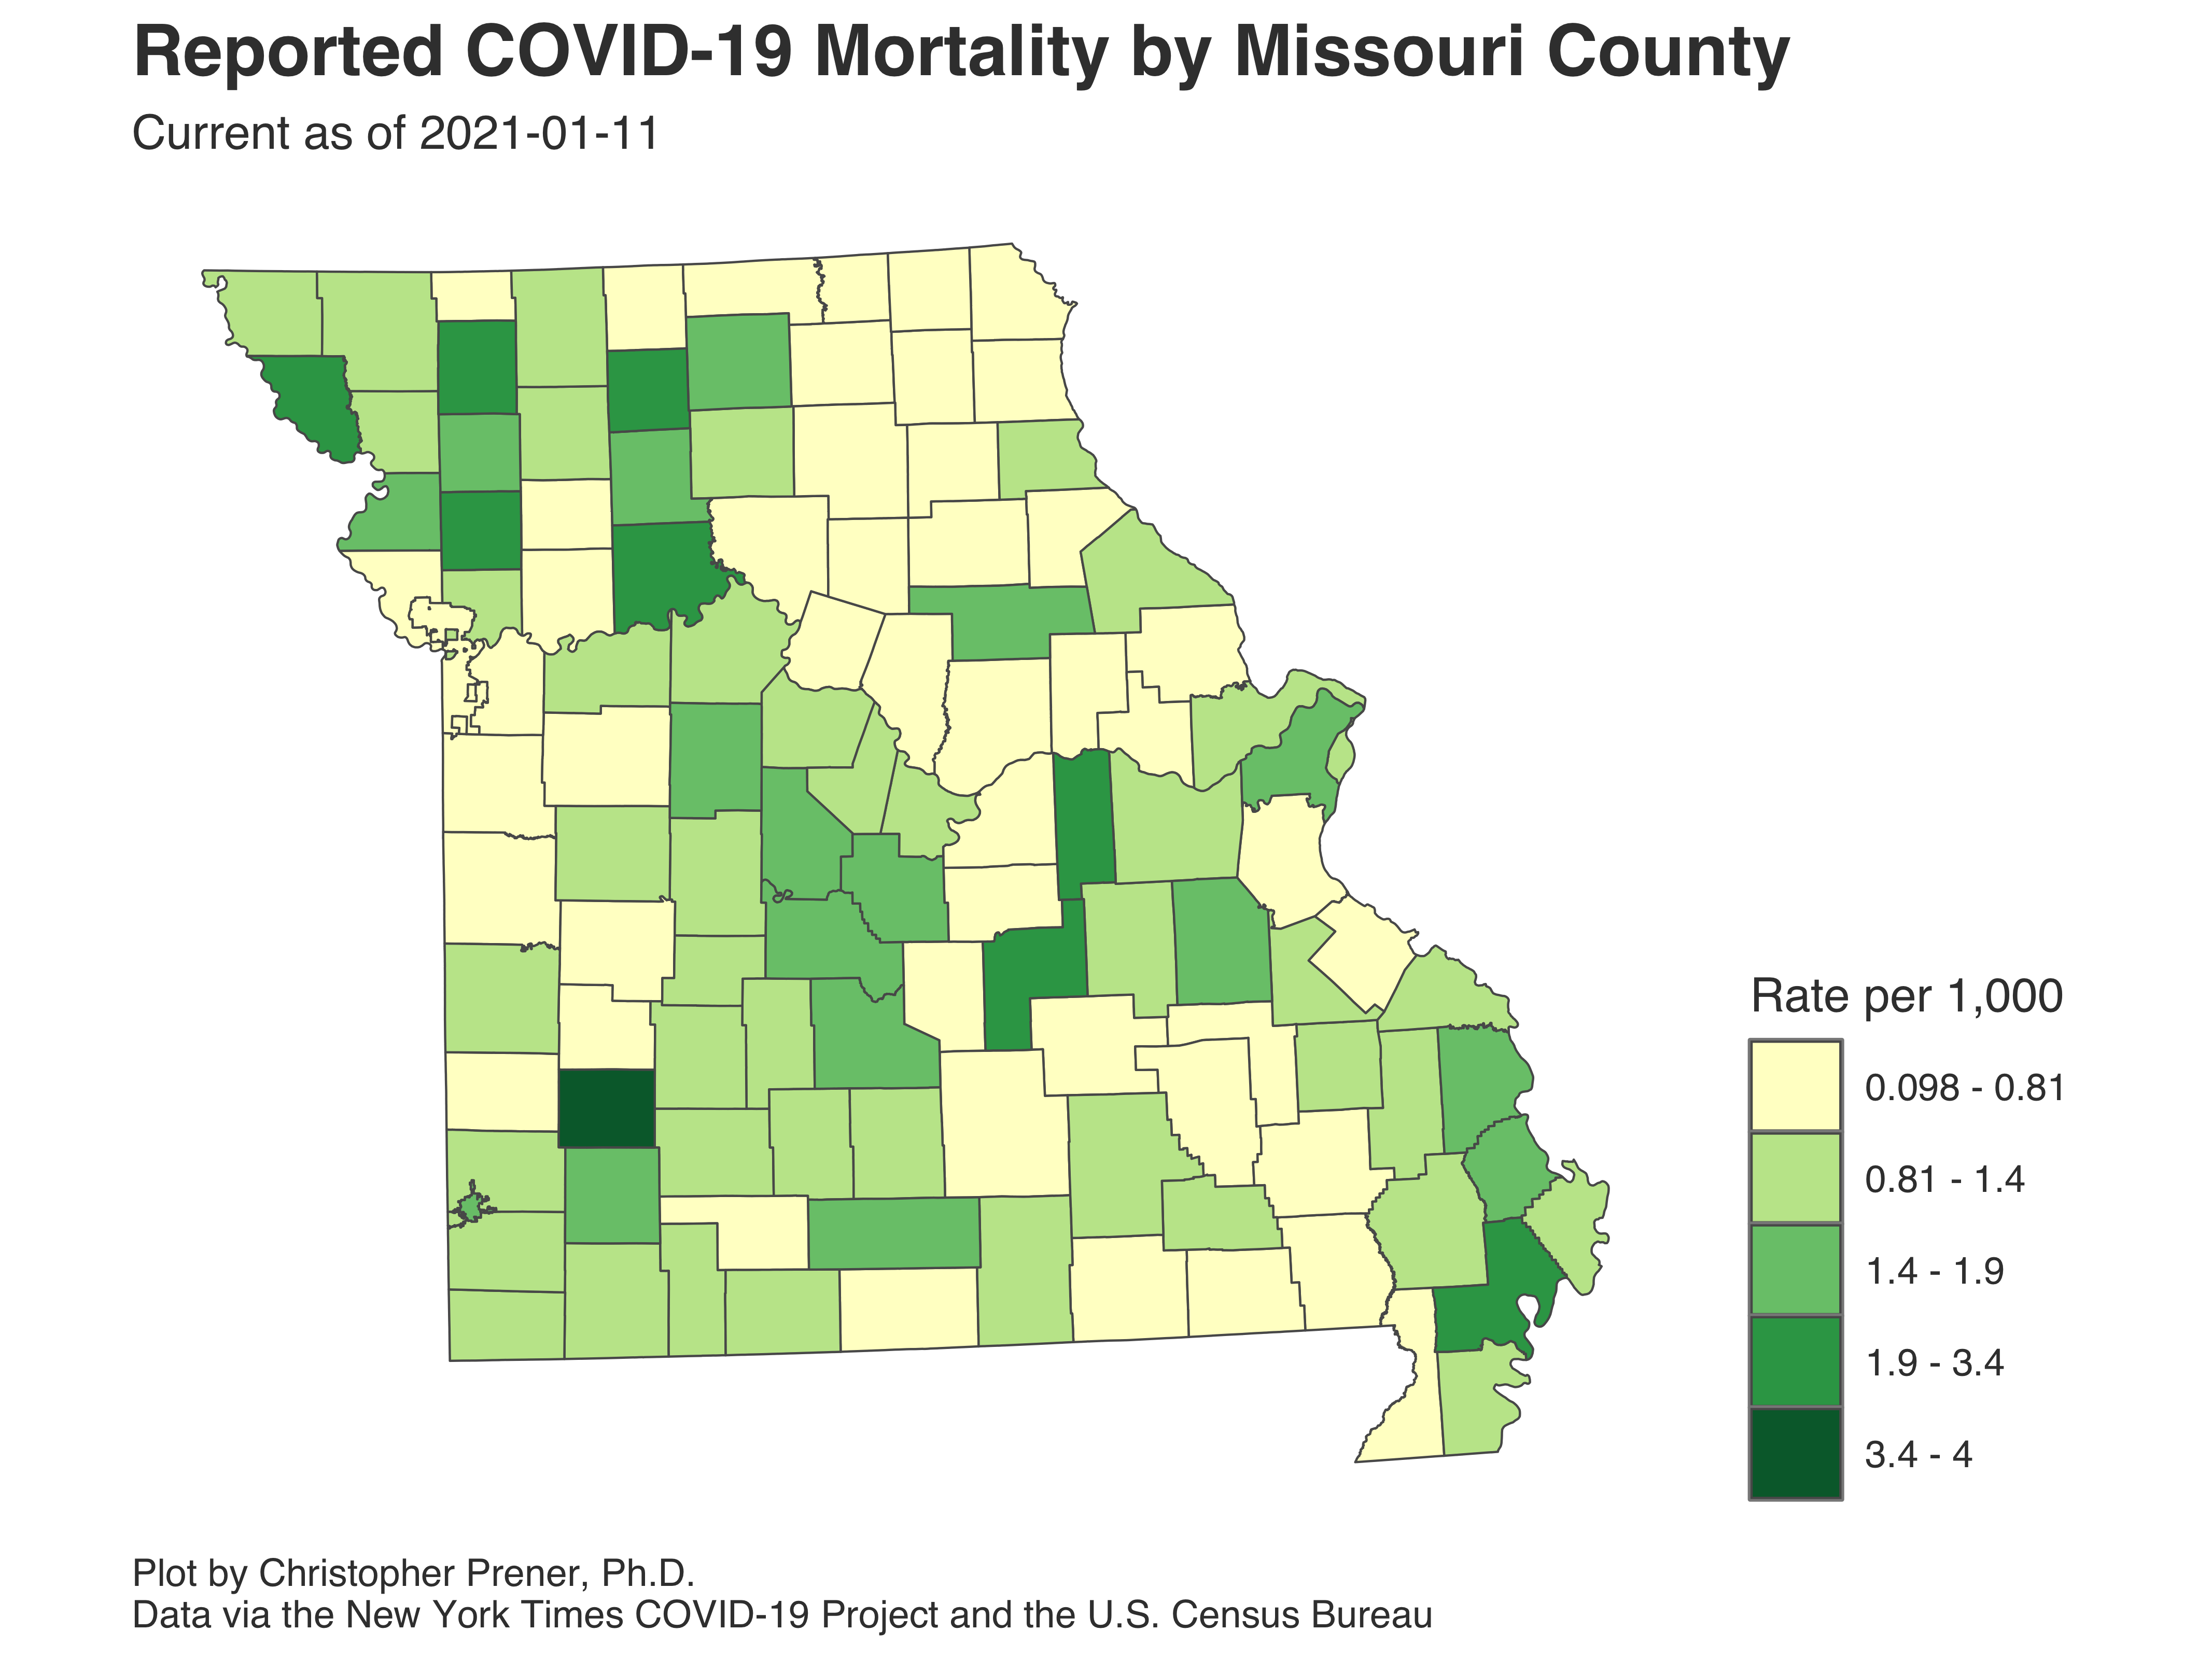 Reported COVID-19 Mortality by Missouri County
Current as of 2021-01-11
Rate per 1,000
0.098 - 0.81
0.81 - 1.4
1.4 - 1.9
1.9 - 3.4
3.4 - 4
Plot by Christopher Prener, Ph.D.
Data via the New York Times COVID-19 Project and the U.S. Census Bureau